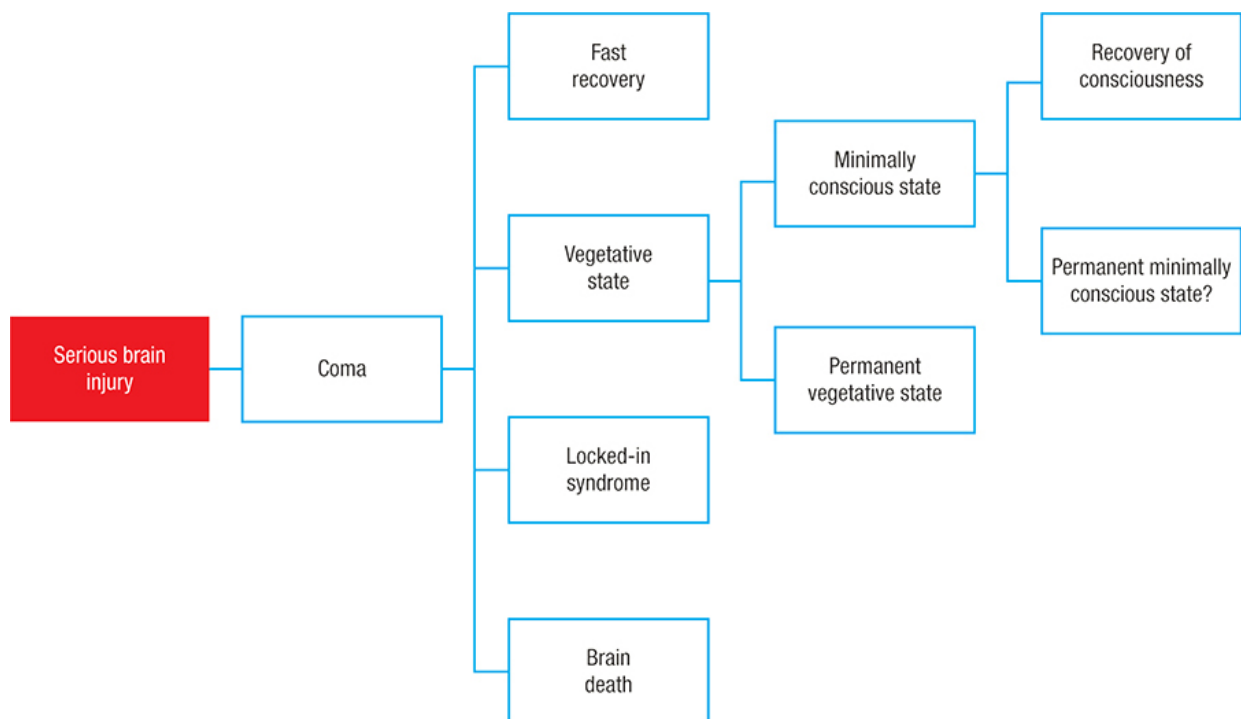 Fast
recovery
Recovery of
consciousness
Minimally
conscious state
Vegetative
state
Permanent minimally
conscious state?
Serious brain
injury
Coma
Permanent
vegetative state
Locked-in
syndrome
Brain
death